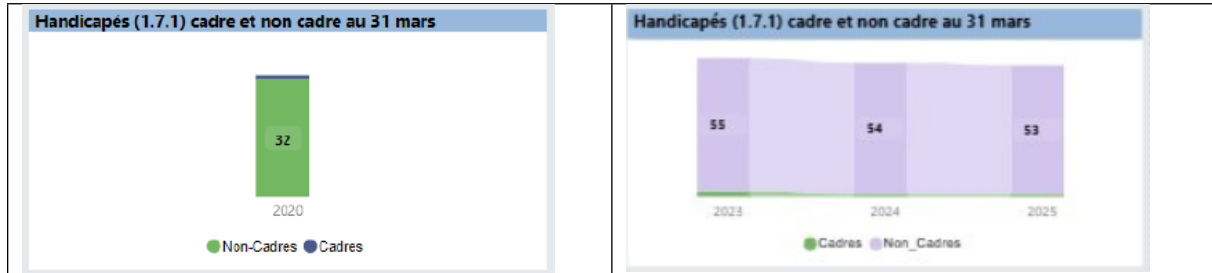 Handicapés (1.7.1) cadre et non cadre au 31 mars
32
2020
Non-Cadres Cadres
Handicapés (1.7.1) cadre et non cadre au 31 mars
55 54 53
2023 2024 2025
Cadres Non_Cadres